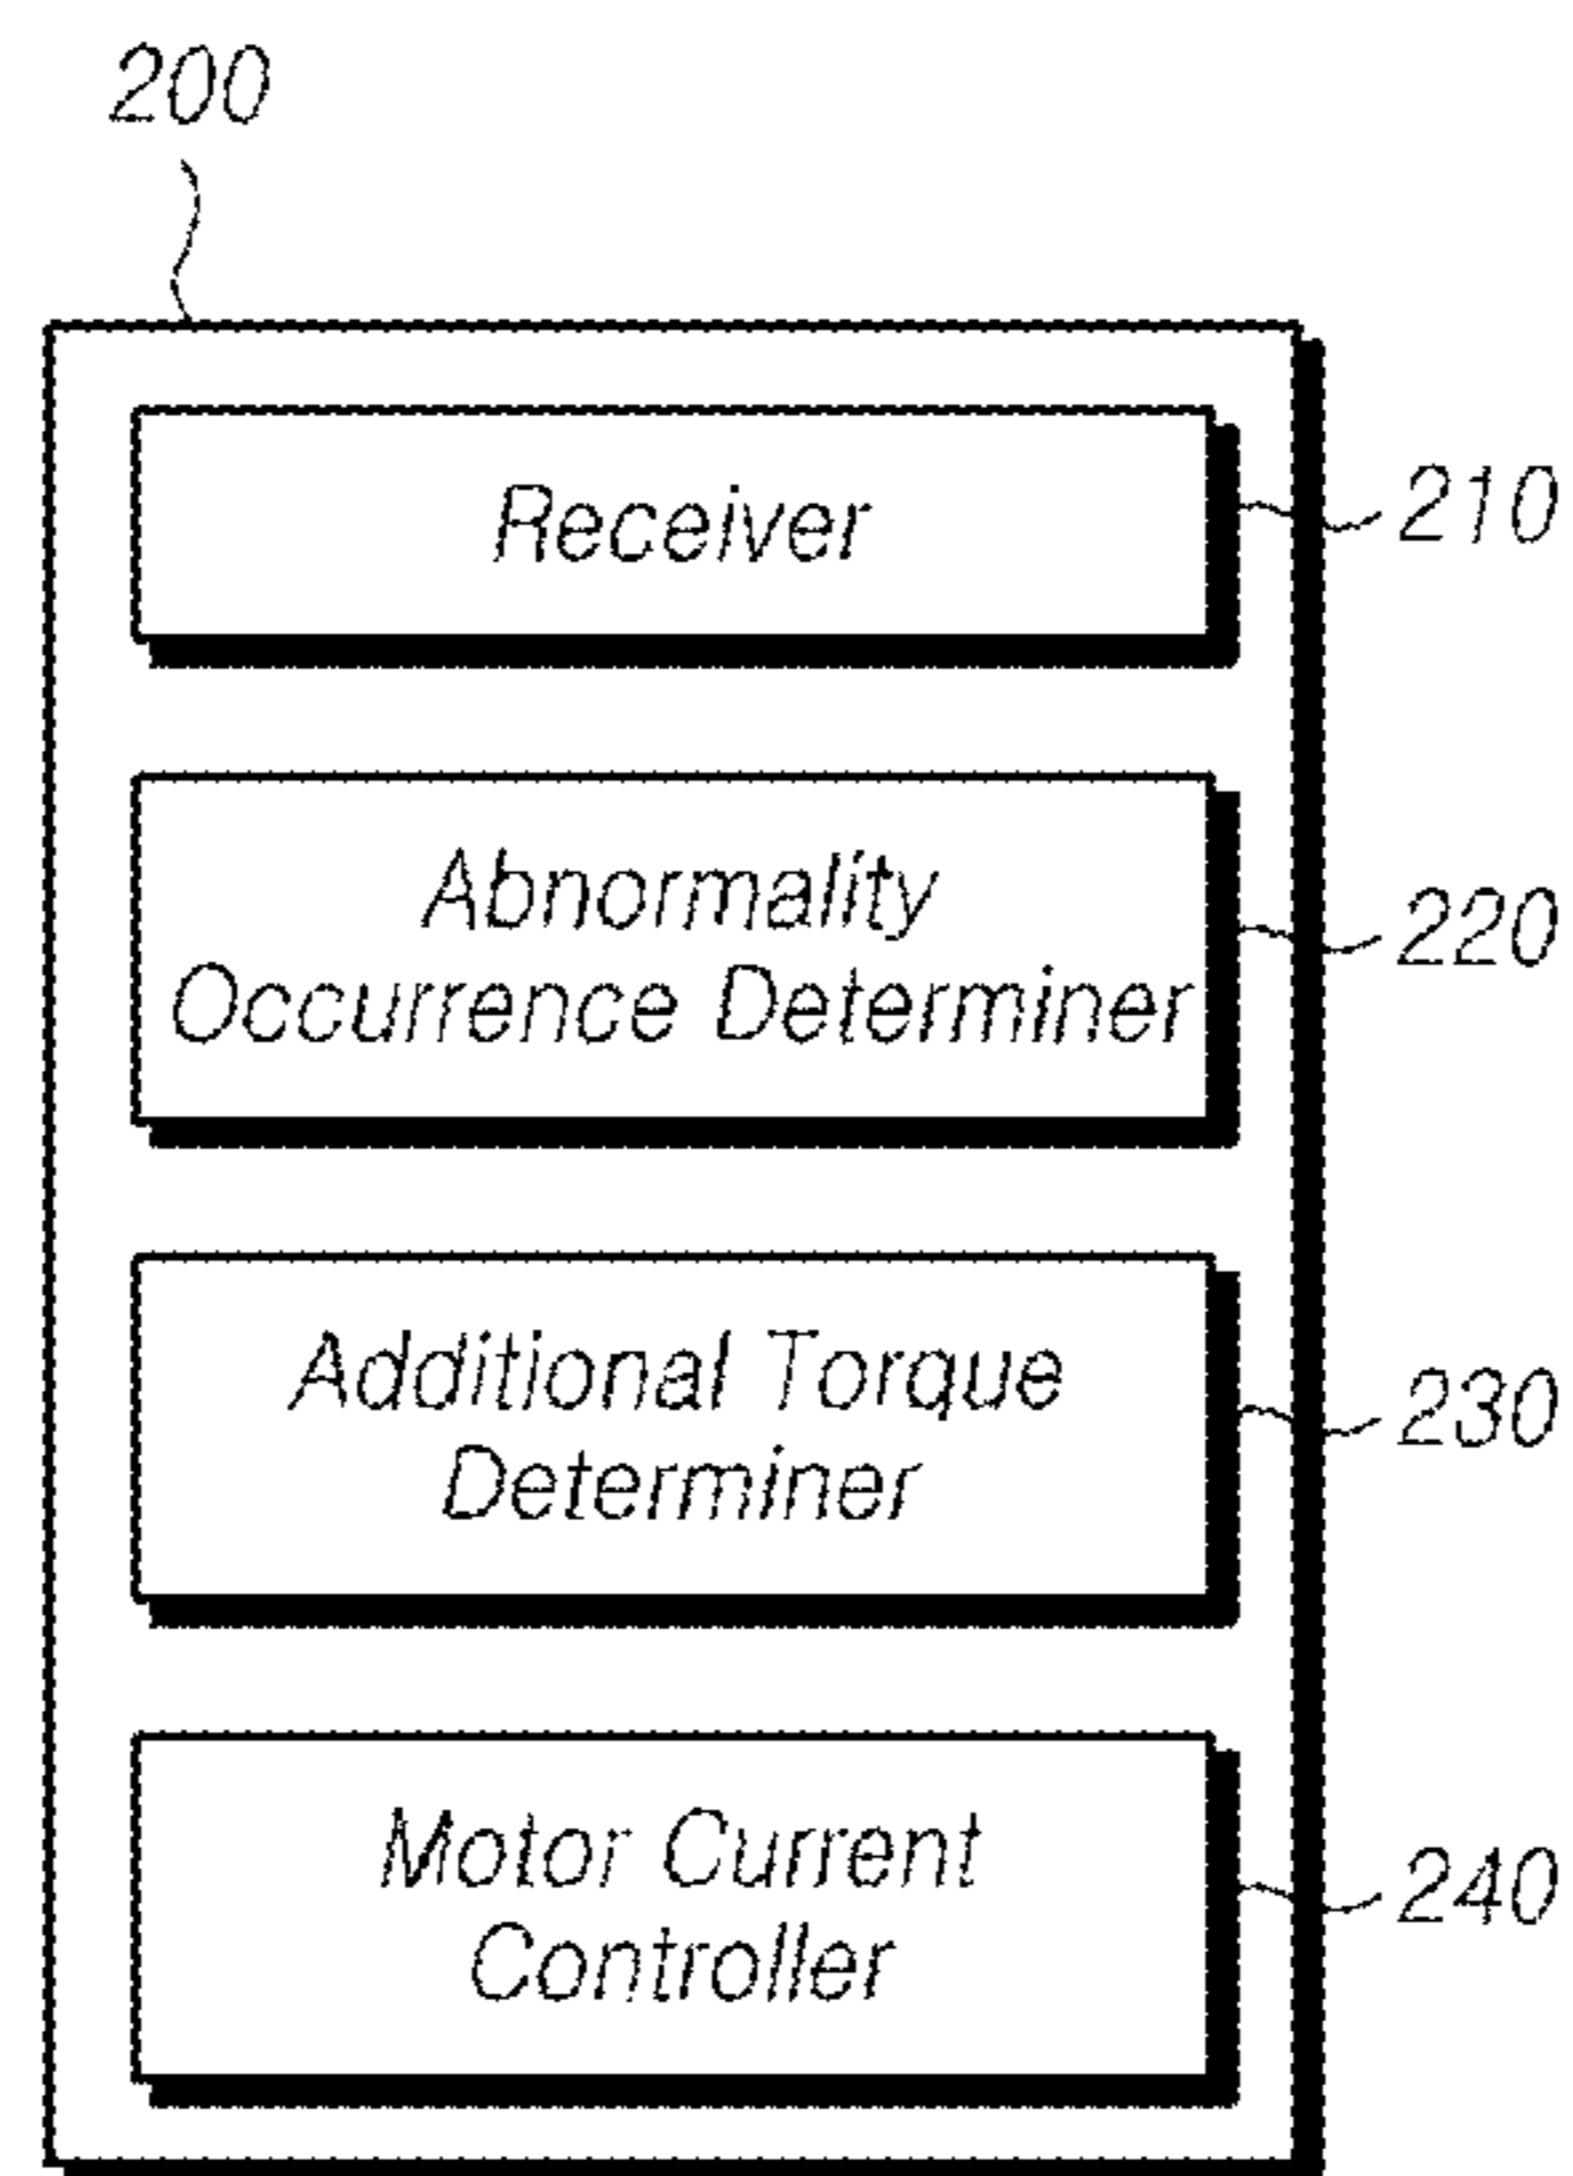 200
Receiver
210
Abnormality
Occurrence Determiner
220
Additional Torque
Determiner
230
Motor Current
Controller
240